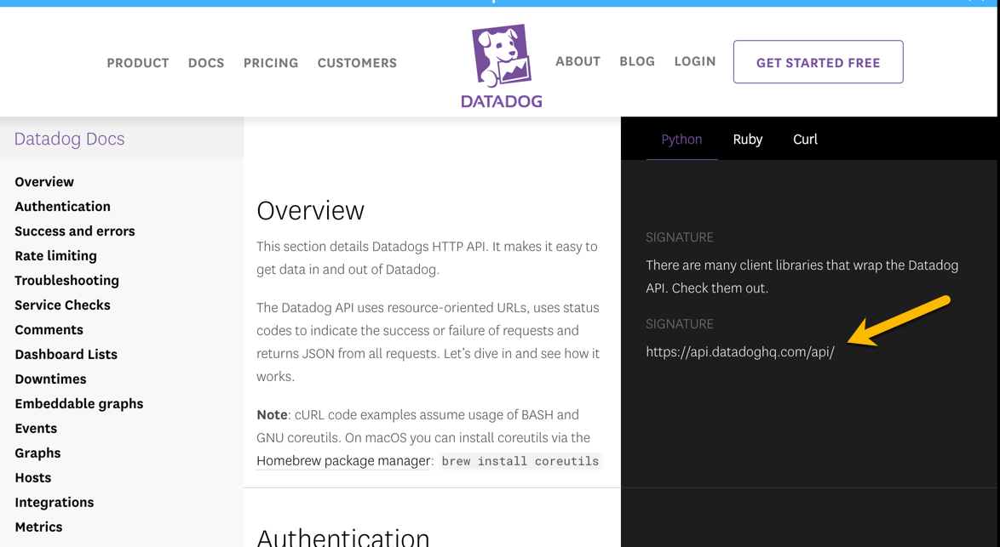 PRODUCT DOCS PRICING CUSTOMERS
DATADOG
ABOUT BLOG LOGIN GET STARTED FREE
Datadog Docs
Overview
Authentication
Success and errors
Rate limiting
Troubleshooting
Service Checks
Comments
Dashboard Lists
Downtimes
Embeddable graphs
Events
Graphs
Hosts
Integrations
Metrics
Overview
This section details Datadogs HTTP API. It makes it easy to
get data in and out of Datadog.
The Datadog API uses resource-oriented URLs, uses status
codes to indicate the success or failure of requests and
returns JSON from all requests. Let’s dive in and see how it
works.
Note: cURL code examples assume usage of BASH and
GNU coreutils. On macOS you can install coreutils via the
Homebrew package manager: brew install coreutils
Authentication
Python Ruby Curl
SIGNATURE
There are many client libraries that wrap the Datadog
API. Check them out.
SIGNATURE
https://api.datadoghq.com/api/